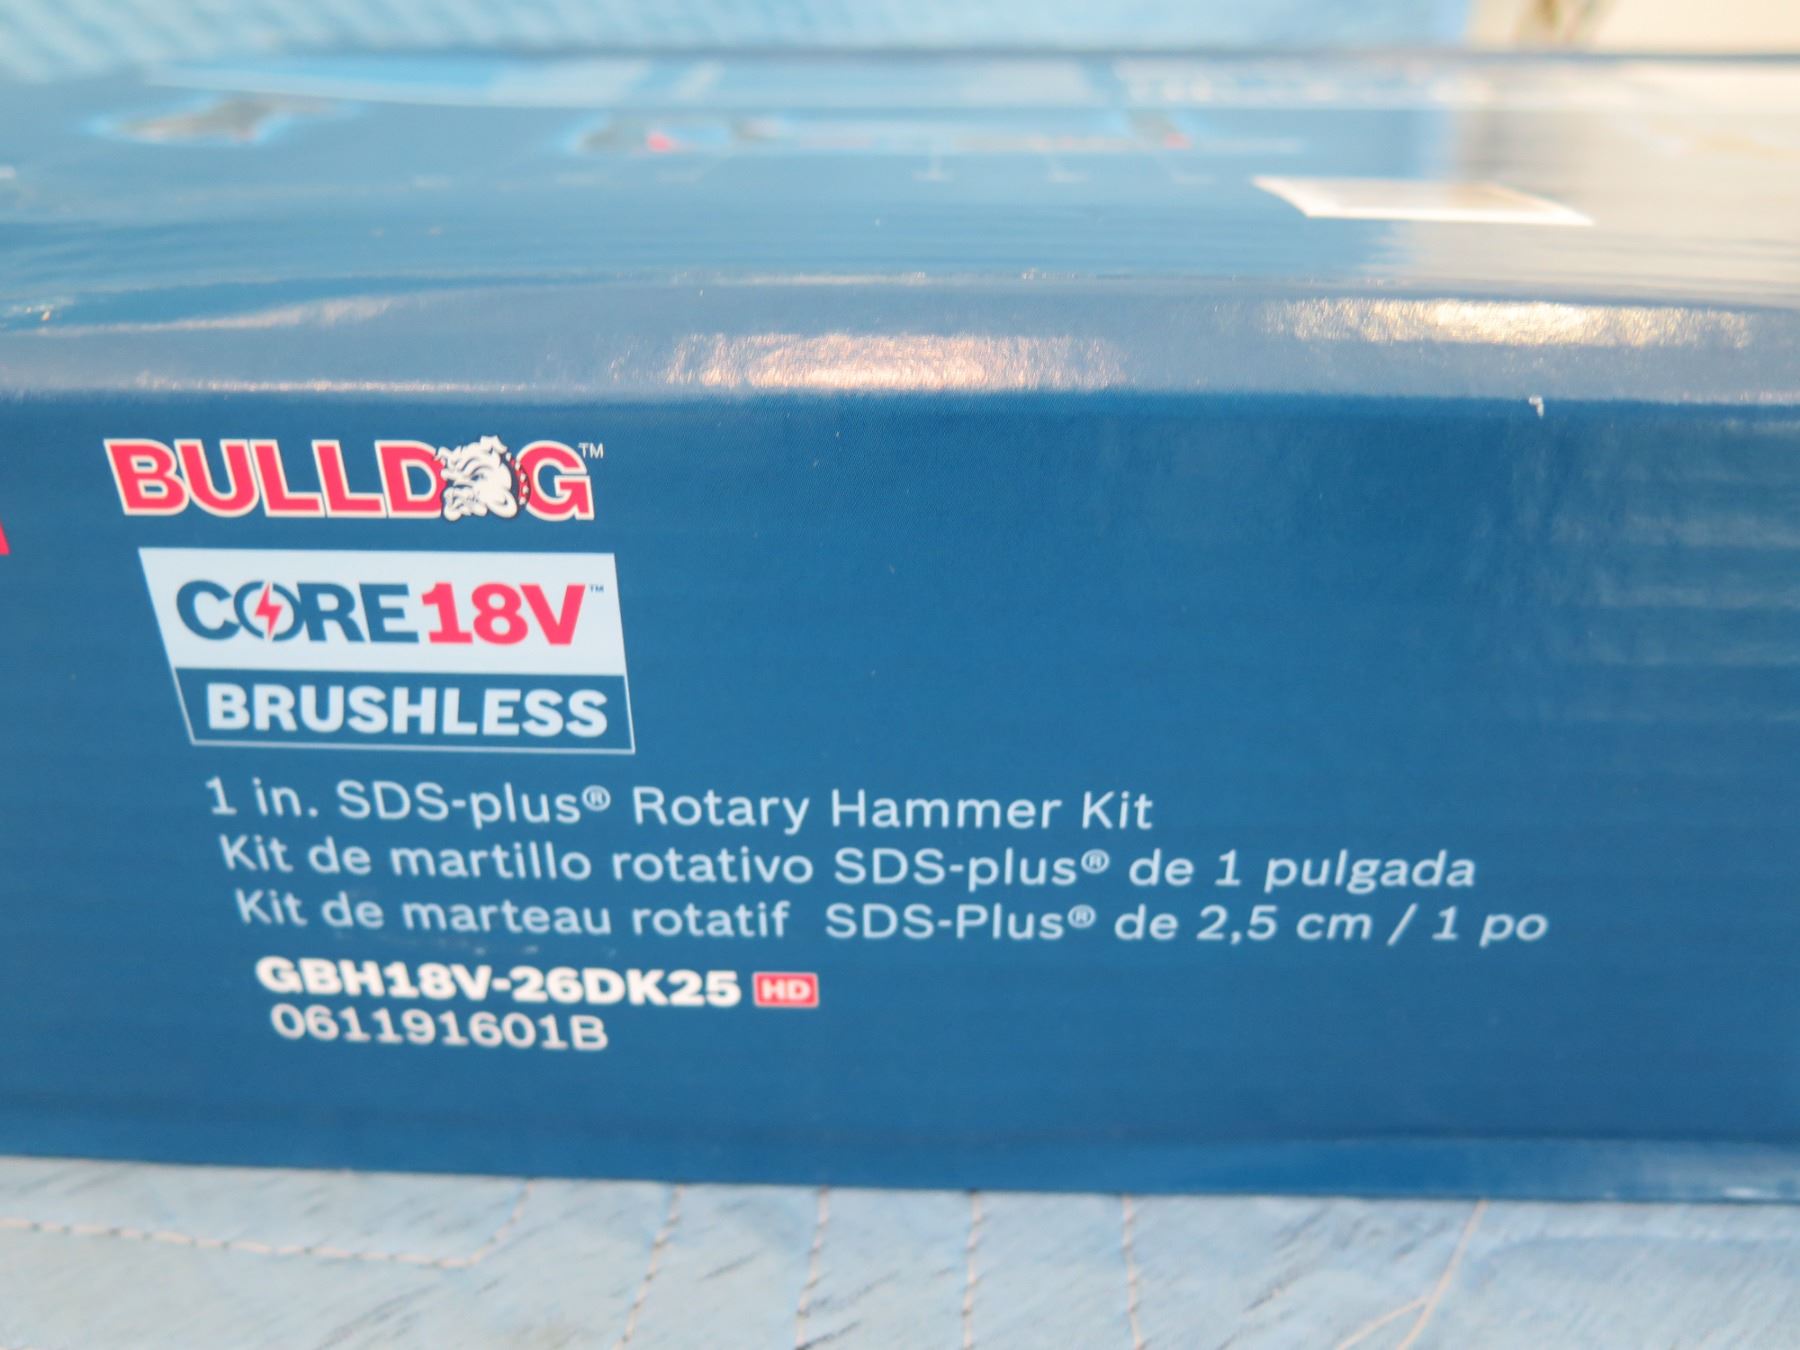 BULLDOG™
CORE18V™
BRUSHLESS
1 in. SDS-plus® Rotary Hammer Kit
Kit de martillo rotativo SDS-plus® de 1 pulgada
Kit de marteau rotatif SDS-Plus® de 2,5 cm / 1 po
GBH18V-26DK25 HD
061191601B